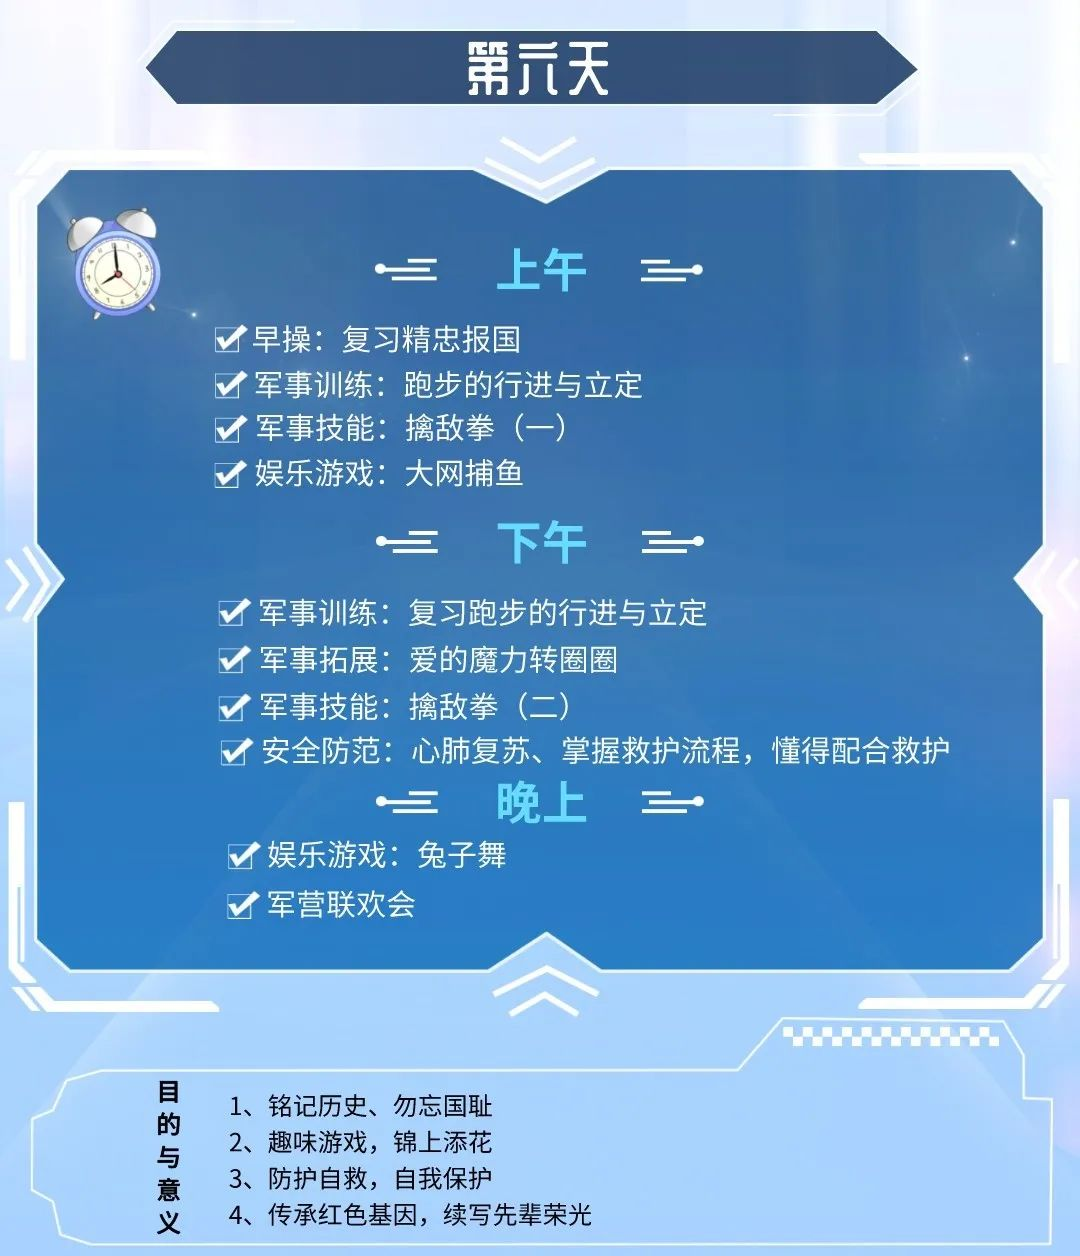 第六天
上午
早操：复习精忠报国
军事训练：跑步的行进与立定
军事技能：擒敌拳（一）
娱乐游戏：大网捕鱼
下午
军事训练：复习跑步的行进与立定
军事拓展：爱的魔力转圈圈
军事技能：擒敌拳（二）
安全防范：心肺复苏、掌握救护流程，懂得配合救护
晚上
娱乐游戏：兔子舞
军营联欢会
目的与意义
1、铭记历史、勿忘国耻
2、趣味游戏，锦上添花
3、防护自救，自我保护
4、传承红色基因，续写先辈荣光